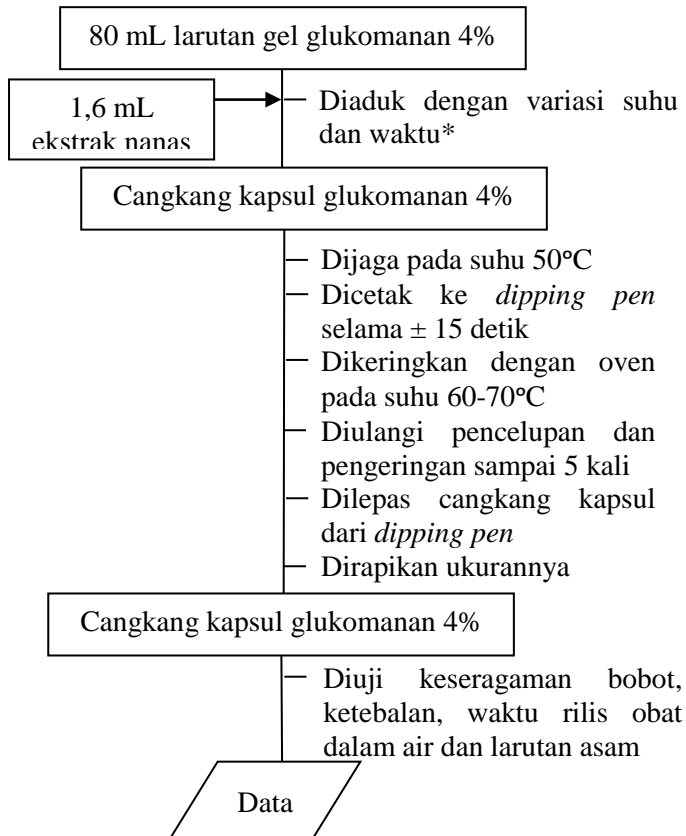 80 mL larutan gel glukomanan 4%
1,6 mL
ekstrak nanas
Diaduk dengan variasi suhu
dan waktu*
Cangkang kapsul glukomanan 4%
Dijaga pada suhu 50°C
Dicetak ke dipping pen
selama ± 15 detik
Dikeringkan dengan oven
pada suhu 60-70°C
Diulangi pencelupan dan
pengeringan sampai 5 kali
Dilepas cangkang kapsul
dari dipping pen
Dirapikan ukurannya
Cangkang kapsul glukomanan 4%
Diuji keseragaman bobot,
ketebalan, waktu rilis obat
dalam air dan larutan asam
Data